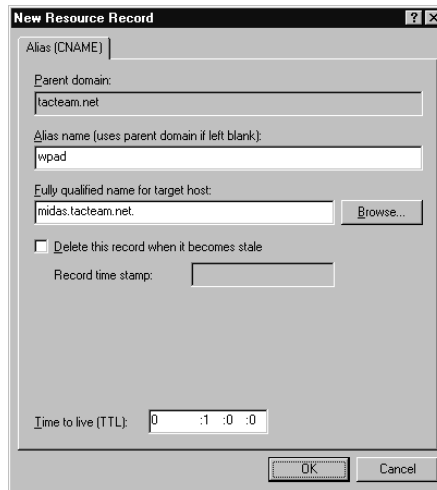 New Resource Record
Alias (CNAME)
Parent domain:
tacteam.net
Alias name (uses parent domain if left blank):
wpad
Fully qualified name for target host:
midas.tacteam.net.
Browse...
Delete this record when it becomes stale
Record time stamp:
Time to live (TTL): 0 :1 :0 :0
OK Cancel